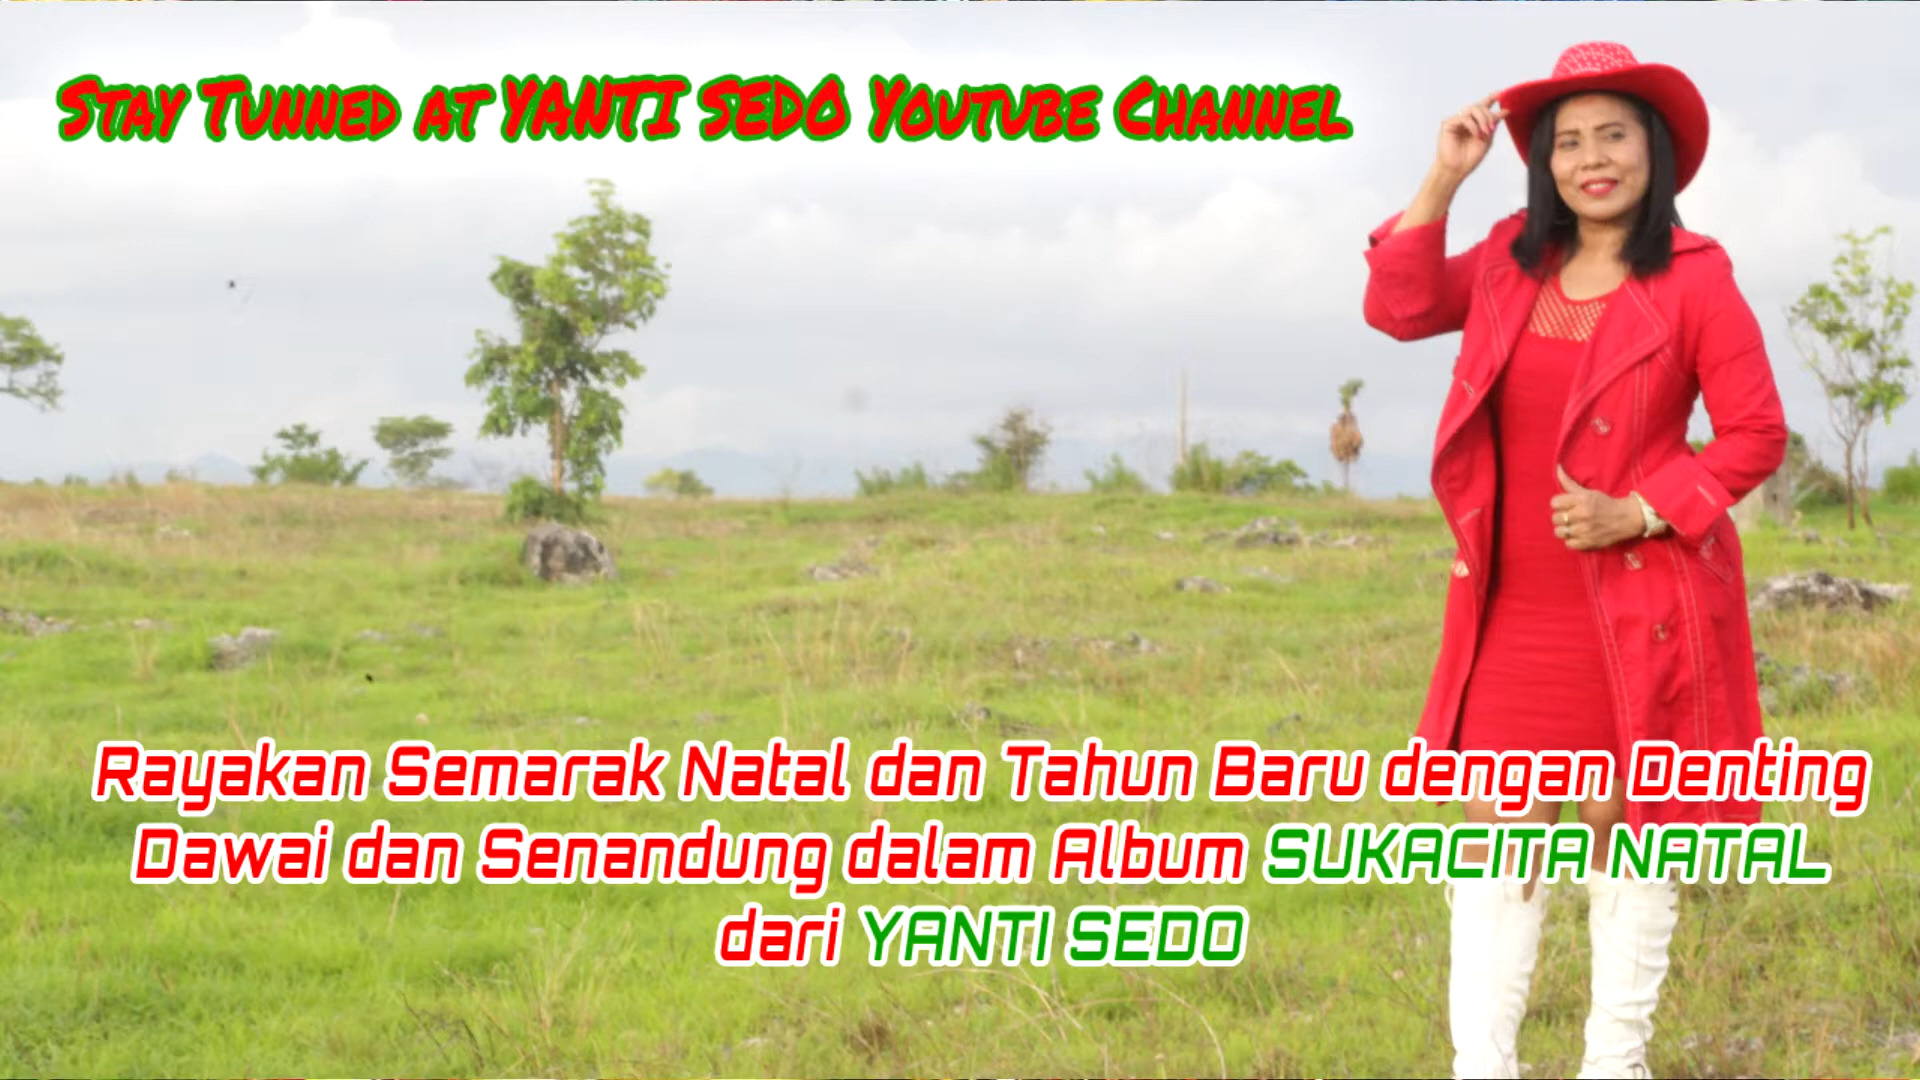 Stay Tunned at YANTI SEDO Youtube Channel
Rayakan Semarak Natal dan Tahun Baru dengan Denting
Dawai dan Senandung dalam Album SUKACITA NATAL
dari YANTI SEDO